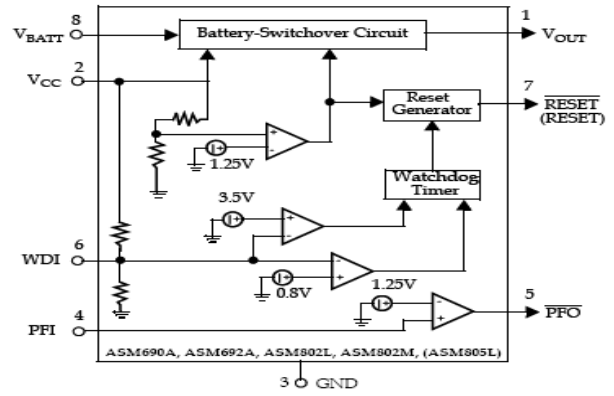 8
V_BATT
Battery-Switchover Circuit
1
V_OUT
2
V_CC
7
Reset
Generator
RESET
(RESET)
+
-
1.25V
Watchdog
Timer
3.5V
+
-
6
WDI
-
+
0.8V
1.25V
-
+
5
PFO
4
PFI
ASM690A, ASM692A, ASM802L, ASM802M, (ASM805L)
3
GND